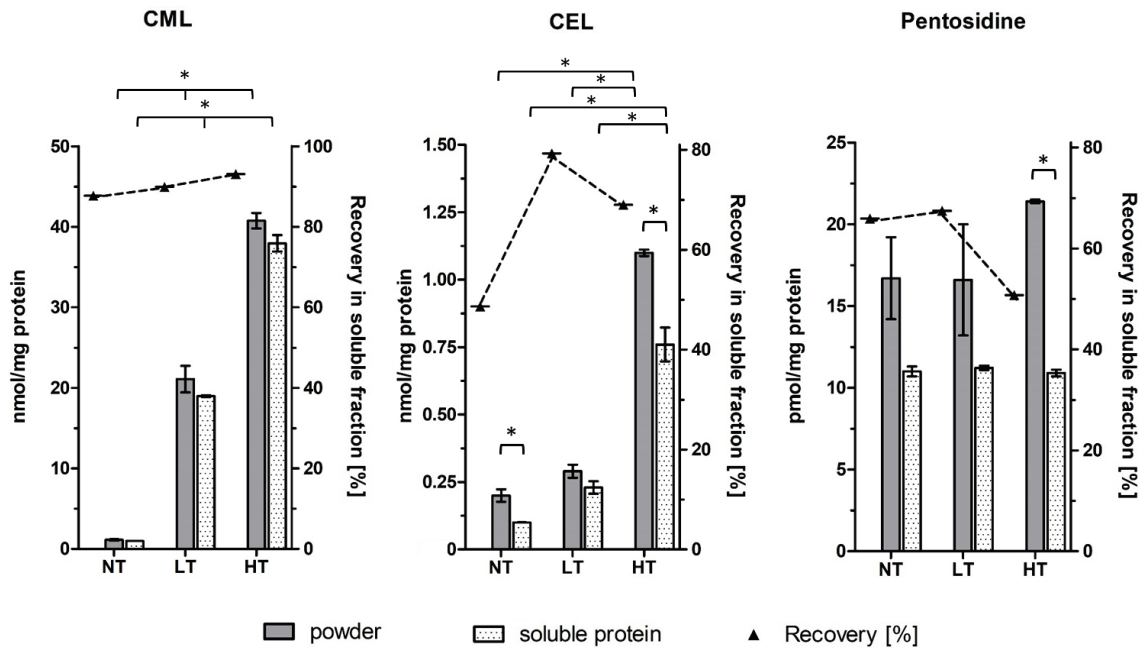 CML
CEL
Pentosidine
*
*
*
*
*
*
*
*
*
50
40
30
20
10
0
nmol/mg protein
100
80
60
40
20
0
Recovery in soluble fraction [%]
NT
LT
HT
1.50
1.25
1.00
0.75
0.50
0.25
0
nmol/mg protein
80
60
40
20
0
Recovery in soluble fraction [%]
NT
LT
HT
25
20
15
10
5
0
pmol/mg protein
80
60
40
20
0
Recovery in soluble fraction [%]
NT
LT
HT
powder
soluble protein
Recovery [%]